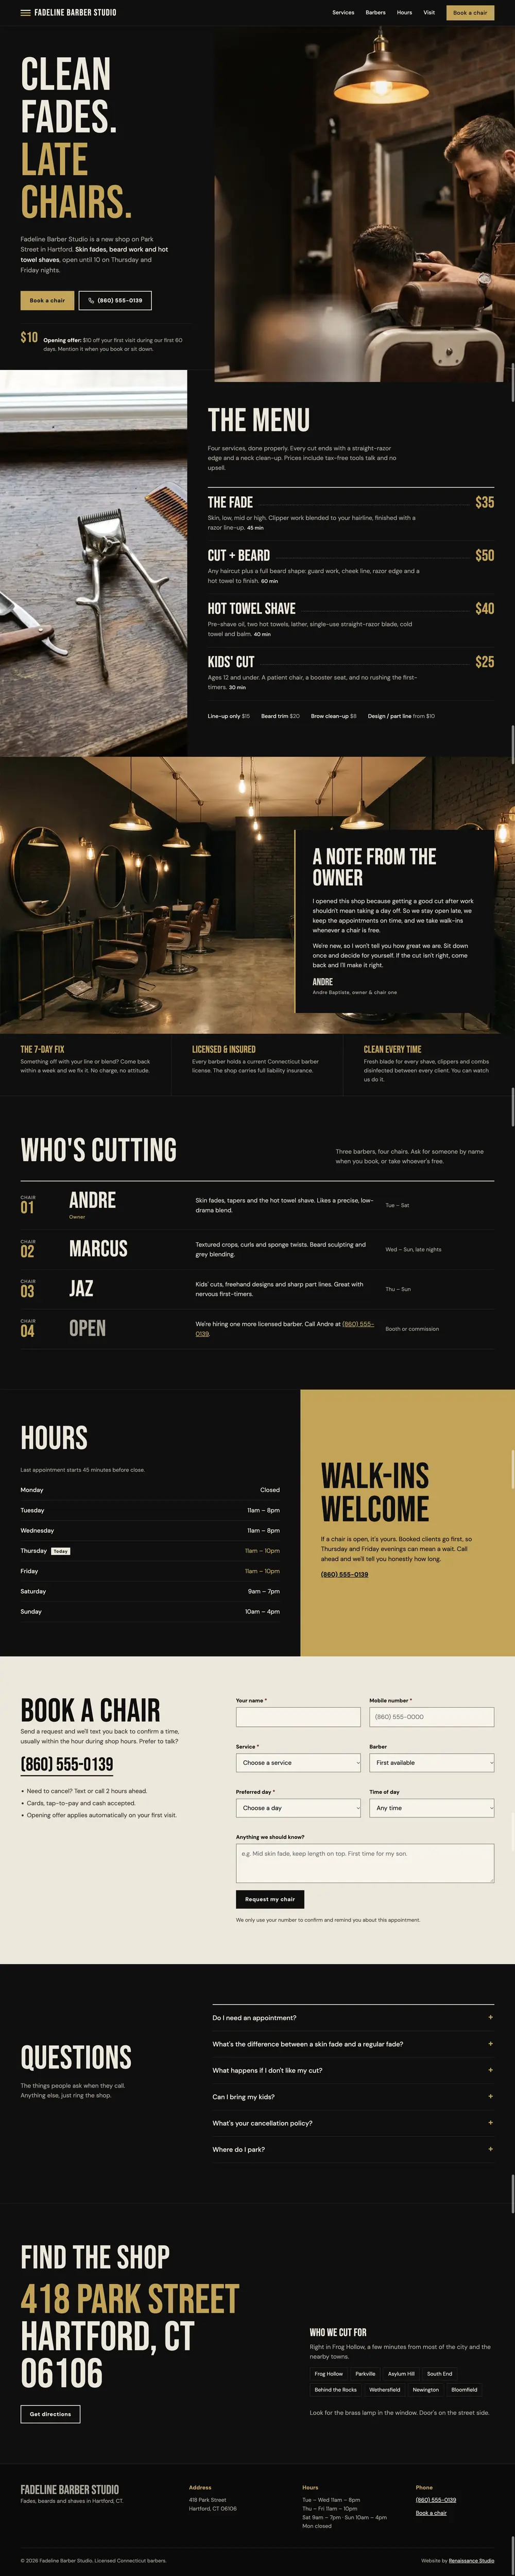 FADELINE BARBER STUDIO
Services
Barbers
Hours
Visit
Book a chair
CLEAN
FADES.
LATE
CHAIRS.
Fadeline Barber Studio is a new shop on Park
Street in Hartford. Skin fades, beard work and hot
towel shaves, open until 10 on Thursday and
Friday nights.
Book a chair
(860) 555-0139
$10
Opening offer: $10 off your first visit during our first 60
days. Mention it when you book or sit down.
THE MENU
Four services, done properly. Every cut ends with a straight-razor
edge and a neck clean-up. Prices include tax-free tools talk and no
upsell.
THE FADE
$35
Skin, low, mid or high. Clipper work blended to your hairline, finished with a
razor line-up. 45 min
CUT + BEARD
$50
Any haircut plus a full beard shape: guard work, cheek line, razor edge and a
hot towel to finish. 60 min
HOT TOWEL SHAVE
$40
Pre-shave oil, two hot towels, lather, single-use straight-razor blade, cold
towel and balm. 40 min
KIDS' CUT
$25
Ages 12 and under. A patient chair, a booster seat, and no rushing the first-
timers. 30 min
Line-up only $15
Beard trim $20
Brow clean-up $8
Design / part line from $10
A NOTE FROM THE
OWNER
I opened this shop because getting a good cut after work
shouldn't mean taking a day off. So we stay open late, we
keep the appointments on time, and we take walk-ins
whenever a chair is free.
We're new, so I won't tell you how great we are. Sit down
once and decide for yourself. If the cut isn't right, come
back and I'll make it right.
ANDRE
Andre Baptiste, owner & chair one
THE 7-DAY FIX
Something off with your line or blend? Come back
within a week and we fix it. No charge, no attitude.
LICENSED & INSURED
Every barber holds a current Connecticut barber
license. The shop carries full liability insurance.
CLEAN EVERY TIME
Fresh blade for every shave, clippers and combs
disinfected between every client. You can watch
us do it.
WHO'S CUTTING
Three barbers, four chairs. Ask for someone by name
when you book, or take whoever's free.
CHAIR
01
ANDRE
Owner
Skin fades, tapers and the hot towel shave. Likes a precise, low-
drama blend.
Tue – Sat
CHAIR
02
MARCUS
Textured crops, curls and sponge twists. Beard sculpting and
grey blending.
Wed – Sun, late nights
CHAIR
03
JAZ
Kids' cuts, freehand designs and sharp part lines. Great with
nervous first-timers.
Thu – Sun
CHAIR
04
OPEN
We're hiring one more licensed barber. Call Andre at (860) 555-
0139.
Booth or commission
HOURS
Last appointment starts 45 minutes before close.
Monday
Closed
Tuesday
11am – 8pm
Wednesday
11am – 8pm
Thursday
Today
11am – 10pm
Friday
11am – 10pm
Saturday
9am – 7pm
Sunday
10am – 4pm
WALK-INS
WELCOME
If a chair is open, it's yours. Booked clients go first, so
Thursday and Friday evenings can mean a wait. Call
ahead and we'll tell you honestly how long.
(860) 555-0139
BOOK A CHAIR
Send a request and we'll text you back to confirm a time,
usually within the hour during shop hours. Prefer to talk?
(860) 555-0139
• Need to cancel? Text or call 2 hours ahead.
• Cards, tap-to-pay and cash accepted.
• Opening offer applies automatically on your first visit.
Your name *
Mobile number *
(860) 555-0000
Service *
Barber
Choose a service
First available
Preferred day *
Time of day
Choose a day
Any time
Anything we should know?
e.g. Mid skin fade, keep length on top. First time for my son.
Request my chair
We only use your number to confirm and remind you about this appointment.
QUESTIONS
The things people ask when they call.
Anything else, just ring the shop.
Do I need an appointment?
What's the difference between a skin fade and a regular fade?
What happens if I don't like my cut?
Can I bring my kids?
What's your cancellation policy?
Where do I park?
FIND THE SHOP
418 PARK STREET
HARTFORD, CT
06106
Get directions
WHO WE CUT FOR
Right in Frog Hollow, a few minutes from most of the city and the
nearby towns.
Frog Hollow
Parkville
Asylum Hill
South End
Behind the Rocks
Wethersfield
Newington
Bloomfield
Look for the brass lamp in the window. Door's on the street side.
FADELINE BARBER STUDIO
Fades, beards and shaves in Hartford, CT.
Address
418 Park Street
Hartford, CT 06106
Hours
Tue – Wed 11am – 8pm
Thu – Fri 11am – 10pm
Sat 9am – 7pm · Sun 10am – 4pm
Mon closed
Phone
(860) 555-0139
Book a chair
© 2026 Fadeline Barber Studio. Licensed Connecticut barbers.
Website by Renaissance Studio